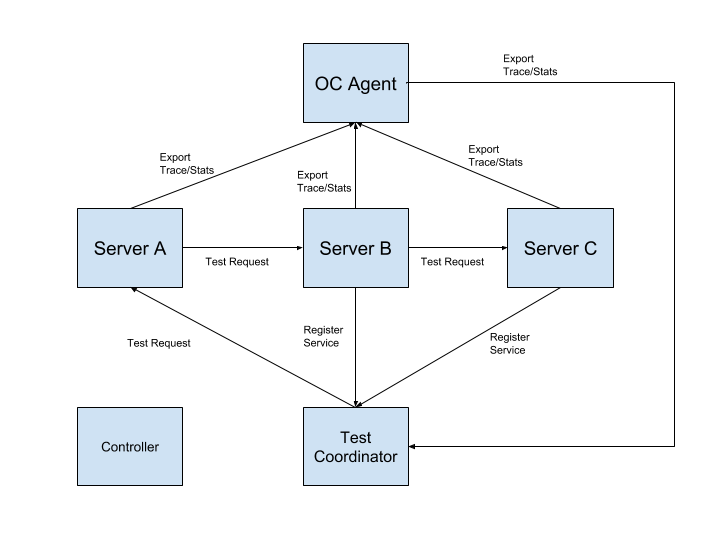 Export
Trace/Stats
OC Agent
Export
Trace/Stats
Export
Trace/Stats
Export
Trace/Stats
Server A
Server B
Server C
Test Request
Test Request
Test Request
Register
Service
Register
Service
Controller
Test
Coordinator